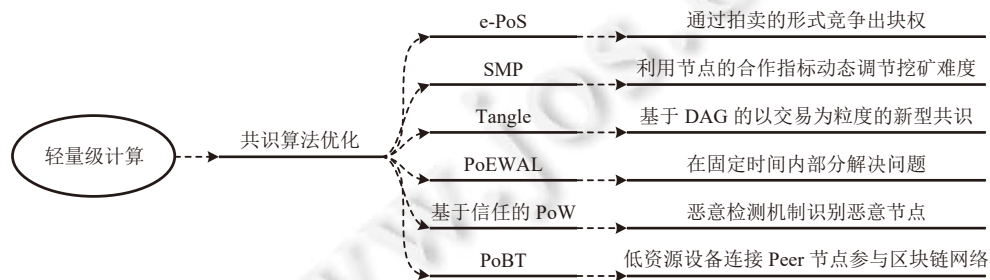 轻量级计算
共识算法优化
e-PoS
通过拍卖的形式竞争出块权
SMP
利用节点的合作指标动态调节挖矿难度
Tangle
基于 DAG 的以交易为粒度的新型共识
PoEWAL
在固定时间内部分解决问题
基于信任的 PoW
恶意检测机制识别恶意节点
PoBT
低资源设备连接 Peer 节点参与区块链网络
www.jos.